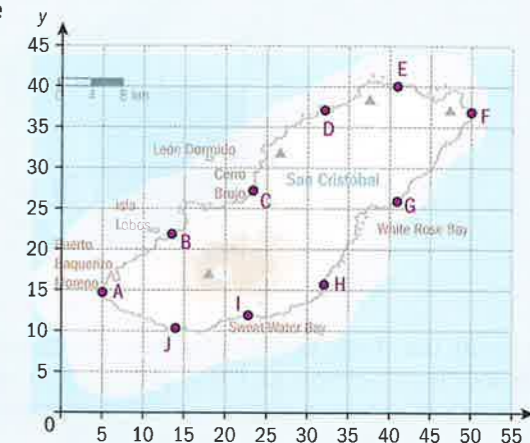 e
y
45
40
35
30
25
20
15
10
5
0
5 10 15 20 25 30 35 40 45 50 55
8 km
E
F
D
León Dormido
Cerro
Brujo
C
San Cristóbal
Isla
Lobos
G
White Rose Bay
B
Puerto
Baquerizo
Moreno
A
H
I
Sweet Water Bay
J